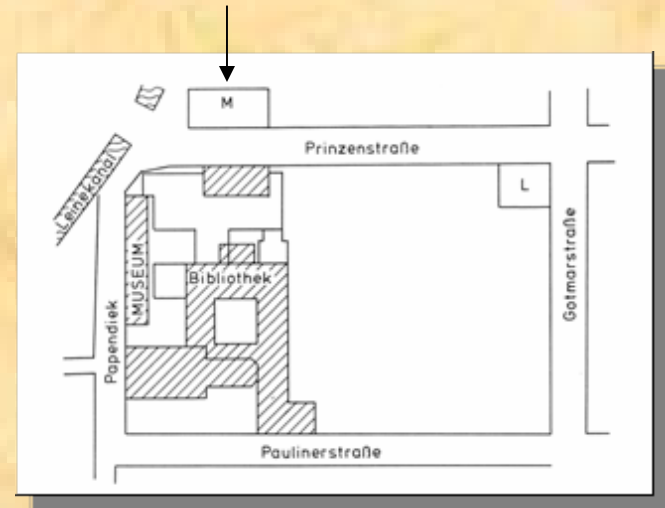 M
Prinzenstraße
Leinekanal
L
MUSEUM
Bibliothek
Gotmarstraße
Papendiek
Paulinerstraße